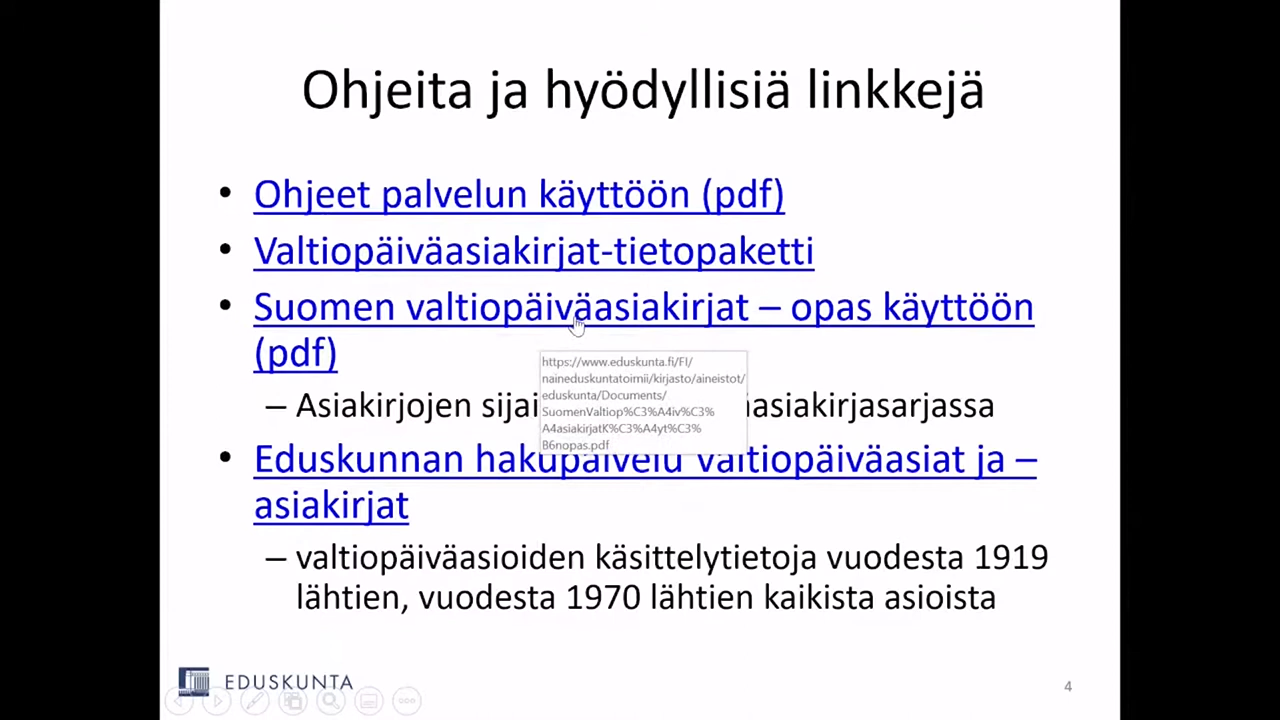 Ohjeita ja hyödyllisiä linkkejä
• Ohjeet palvelun käyttöön (pdf)
• Valtiopäiväasiakirjat-tietopaketti
• Suomen valtiopäiväasiakirjat – opas käyttöön
(pdf)
https://www.eduskunta.fi/FI/
naineduskuntatoimii/kirjasto/aineistot/
eduskunta/Documents/
SuomenValtiop%C3%A4iv%C3%
A4asiakirjatK%C3%A4yt%C3%
B6nopas.pdf
– Asiakirjojen asiakirjasarjassa
• Eduskunnan hakupalvelu valtiopäiväasiat ja –
asiakirjat
– valtiopäiväasioiden käsittelytietoja vuodesta 1919
lähtien, vuodesta 1970 lähtien kaikista asioista
EDUSKUNTA
4